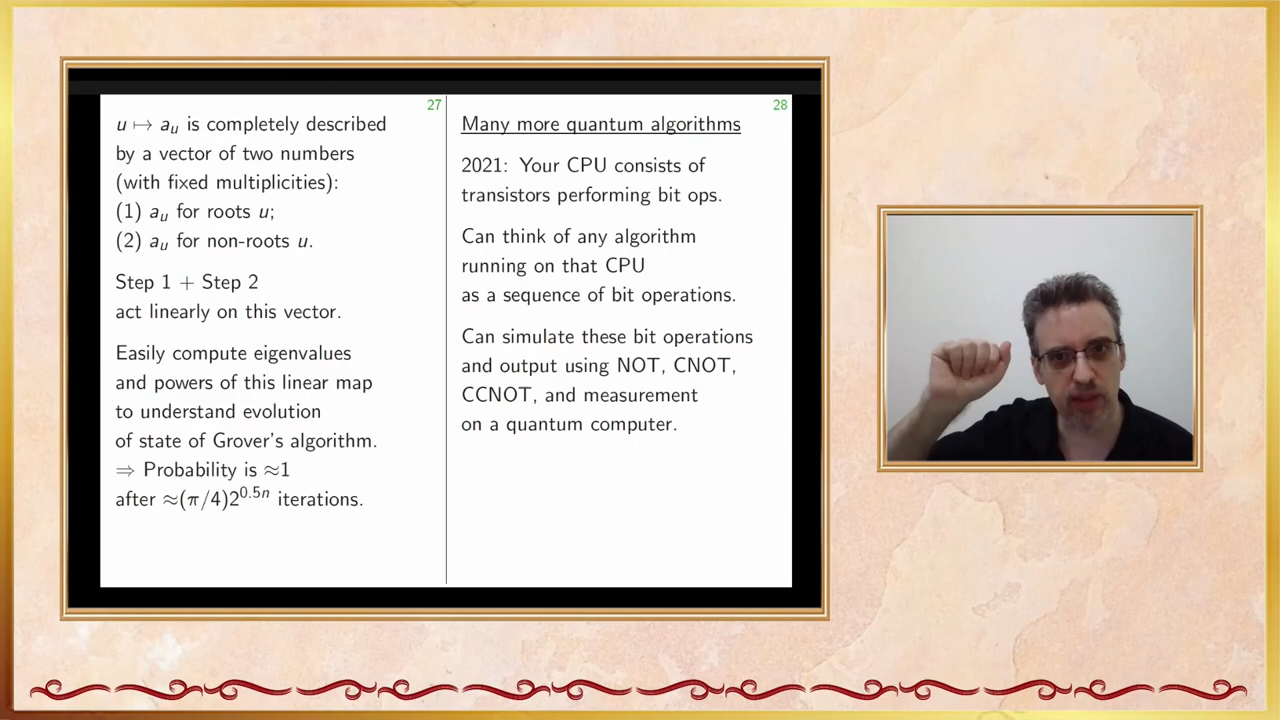 27
u ↦ a_u is completely described
by a vector of two numbers
(with fixed multiplicities):
(1) a_u for roots u;
(2) a_u for non-roots u.
Step 1 + Step 2
act linearly on this vector.
Easily compute eigenvalues
and powers of this linear map
to understand evolution
of state of Grover's algorithm.
⇒ Probability is ≈1
after ≈(π/4)2^{0.5n} iterations.
28
Many more quantum algorithms
2021: Your CPU consists of
transistors performing bit ops.
Can think of any algorithm
running on that CPU
as a sequence of bit operations.
Can simulate these bit operations
and output using NOT, CNOT,
CCNOT, and measurement
on a quantum computer.